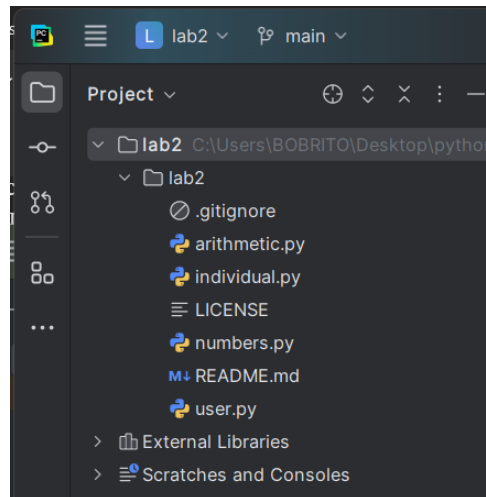 PC L lab2 main
Project
lab2 C:\Users\BOBRITO\Desktop\pytho
lab2
.gitignore
arithmetic.py
individual.py
LICENSE
numbers.py
M↓ README.md
user.py
External Libraries
Scratches and Consoles